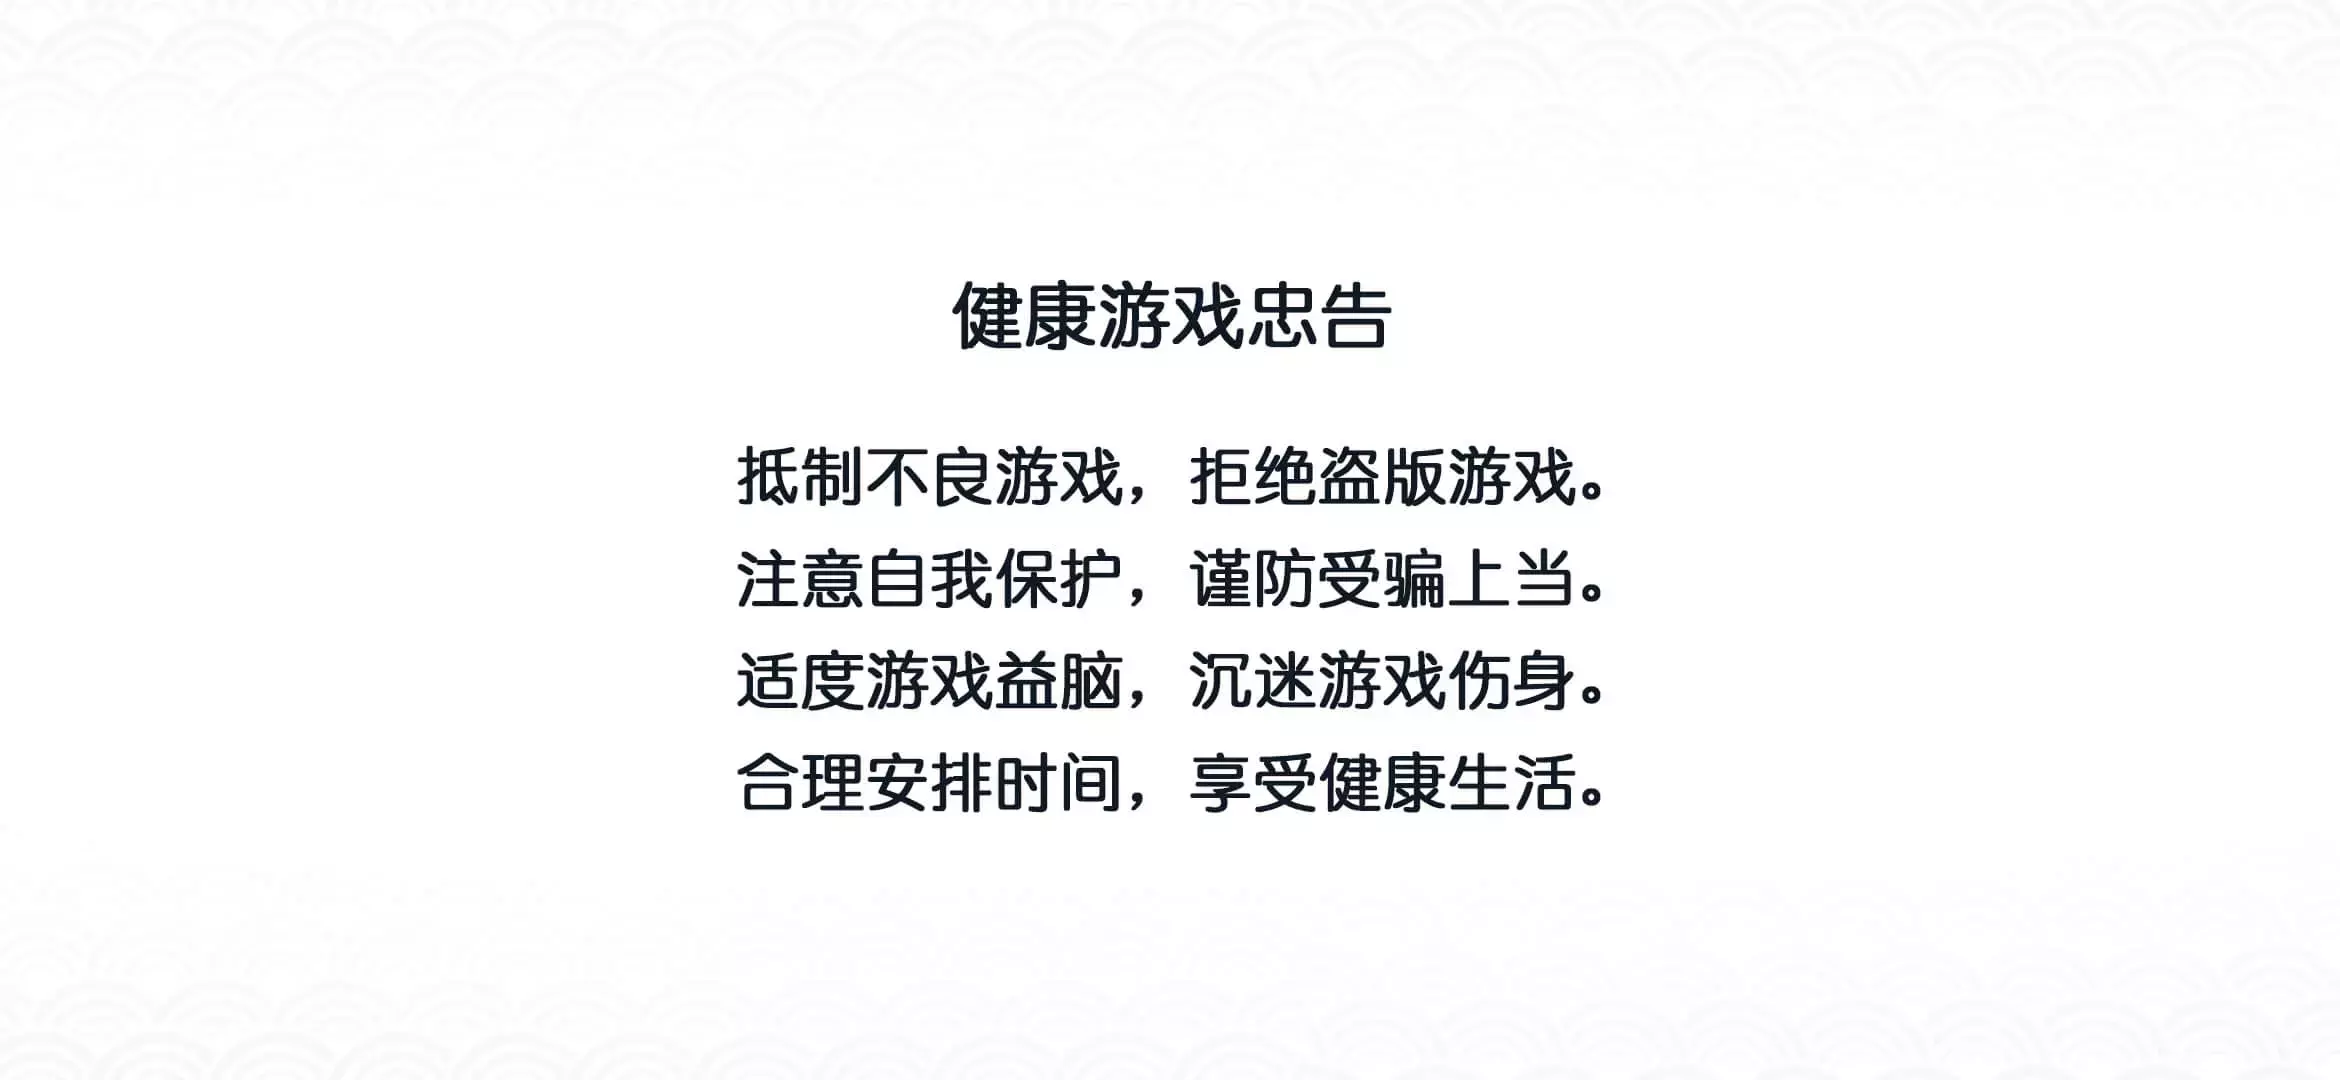 健康游戏忠告
抵制不良游戏，拒绝盗版游戏。
注意自我保护，谨防受骗上当。
适度游戏益脑，沉迷游戏伤身。
合理安排时间，享受健康生活。